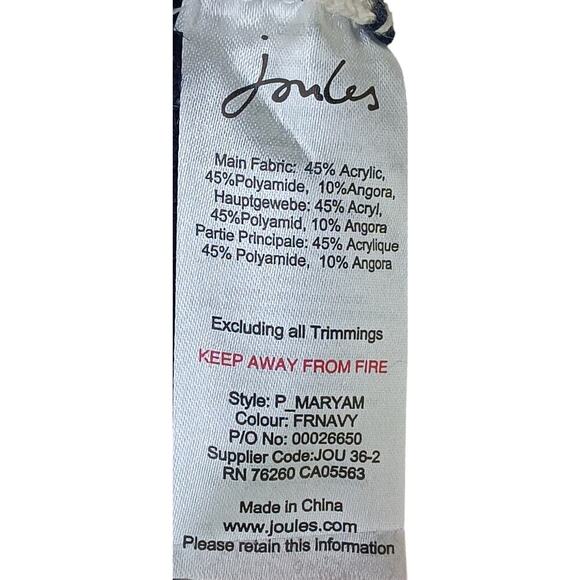 joules
Main Fabric: 45% Acrylic,
45%Polyamide, 10%Angora,
Hauptgewebe: 45% Acryl,
45%Polyamid, 10% Angora
Partie Principale: 45% Acrylique
45% Polyamide, 10% Angora
Excluding all Trimmings
KEEP AWAY FROM FIRE
Style: P_MARYAM
Colour: FRNAVY
P/O No: 00026650
Supplier Code:JOU 36-2
RN 76260 CA05563
Made in China
www.joules.com
Please retain this information